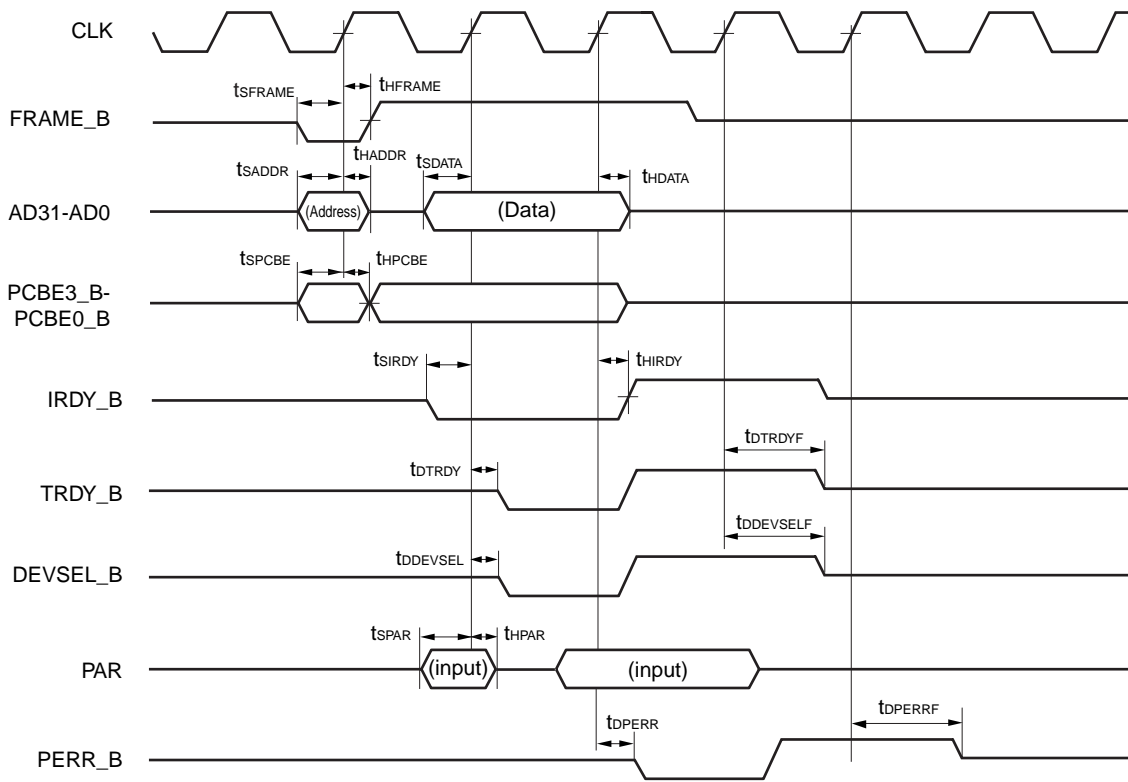 CLK
tSFRAME
tHFRAME
FRAME_B
tSADDR
tHADDR
tSDATA
tHDATA
AD31-AD0
(Address)
(Data)
tSPCBE
tHPCBE
PCBE3_B-
PCBE0_B
tSIRDY
tHIRDY
IRDY_B
tDTRDYF
tDTRDY
TRDY_B
tDDEVSELF
tDDEVSEL
DEVSEL_B
tSPAR
tHPAR
PAR
(input)
(input)
tDPERRF
tDPERR
PERR_B